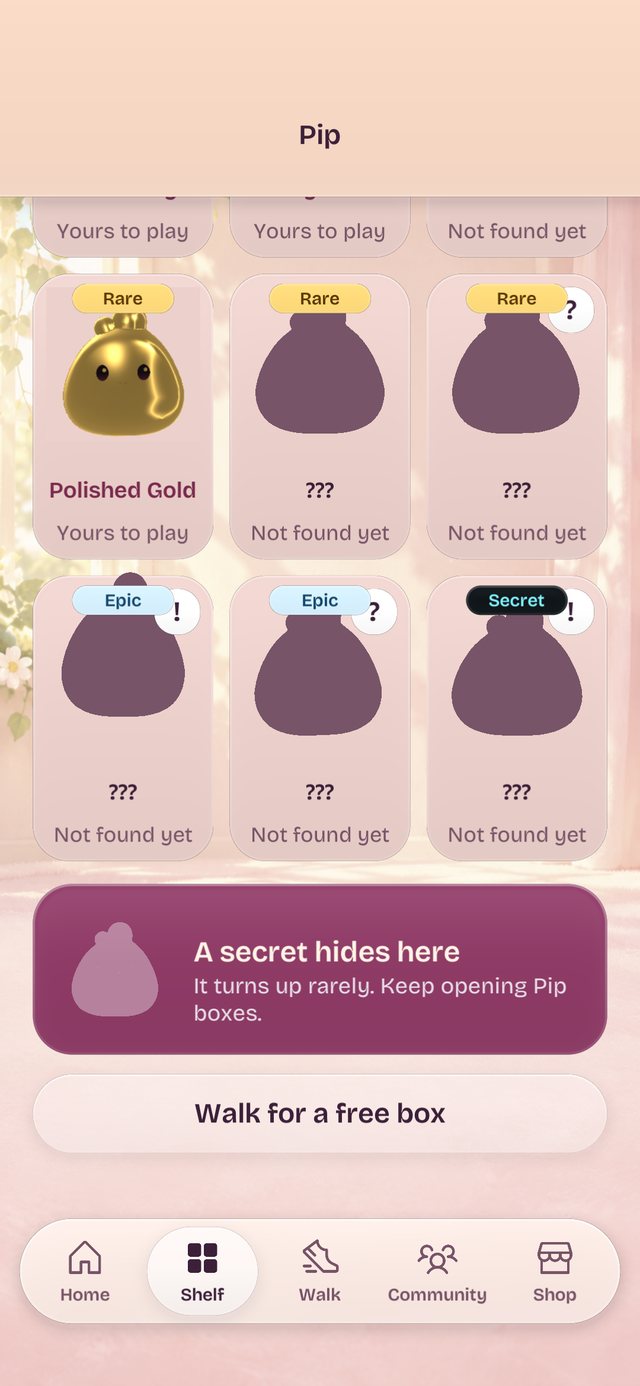 Pip
Yours to play
Yours to play
Not found yet
Rare
Rare
Rare
?
Polished Gold
???
???
Yours to play
Not found yet
Not found yet
Epic
!
Epic
?
Secret
!
???
???
???
Not found yet
Not found yet
Not found yet
A secret hides here
It turns up rarely. Keep opening Pip
boxes.
Walk for a free box
Home
Shelf
Walk
Community
Shop